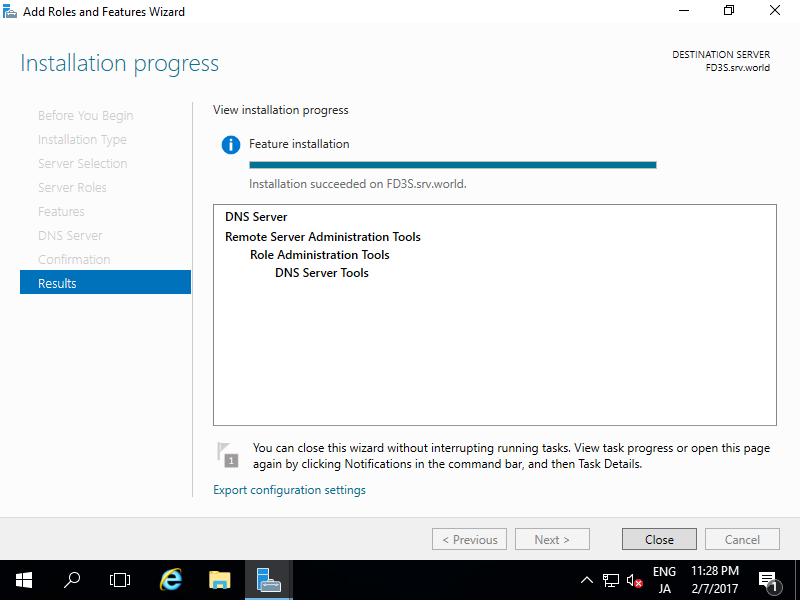 Add Roles and Features Wizard
Installation progress
DESTINATION SERVER
FD3S.srv.world
Before You Begin
Installation Type
Server Selection
Server Roles
Features
DNS Server
Confirmation
Results
View installation progress
Feature installation
Installation succeeded on FD3S.srv.world.
DNS Server
Remote Server Administration Tools
Role Administration Tools
DNS Server Tools
1
You can close this wizard without interrupting running tasks. View task progress or open this page
again by clicking Notifications in the command bar, and then Task Details.
Export configuration settings
< Previous
Next >
Close
Cancel
ENG
JA
11:28 PM
2/7/2017
1